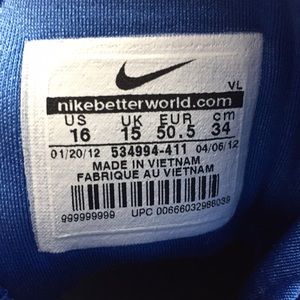 VL
nikebetterworld.com
US UK EUR cm
16 15 50.5 34
01/20/12 534994-411 04/06/12
MADE IN VIETNAM
FABRIQUE AU VIETNAM
999999999 UPC 00666032988039